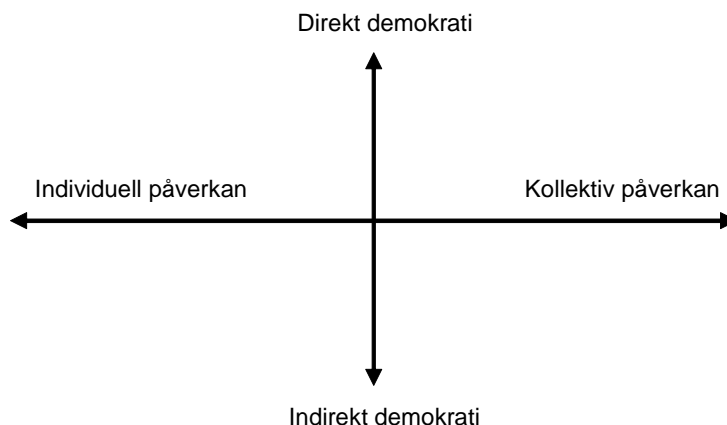 Direkt demokrati
Individuell påverkan
Kollektiv påverkan
Indirekt demokrati